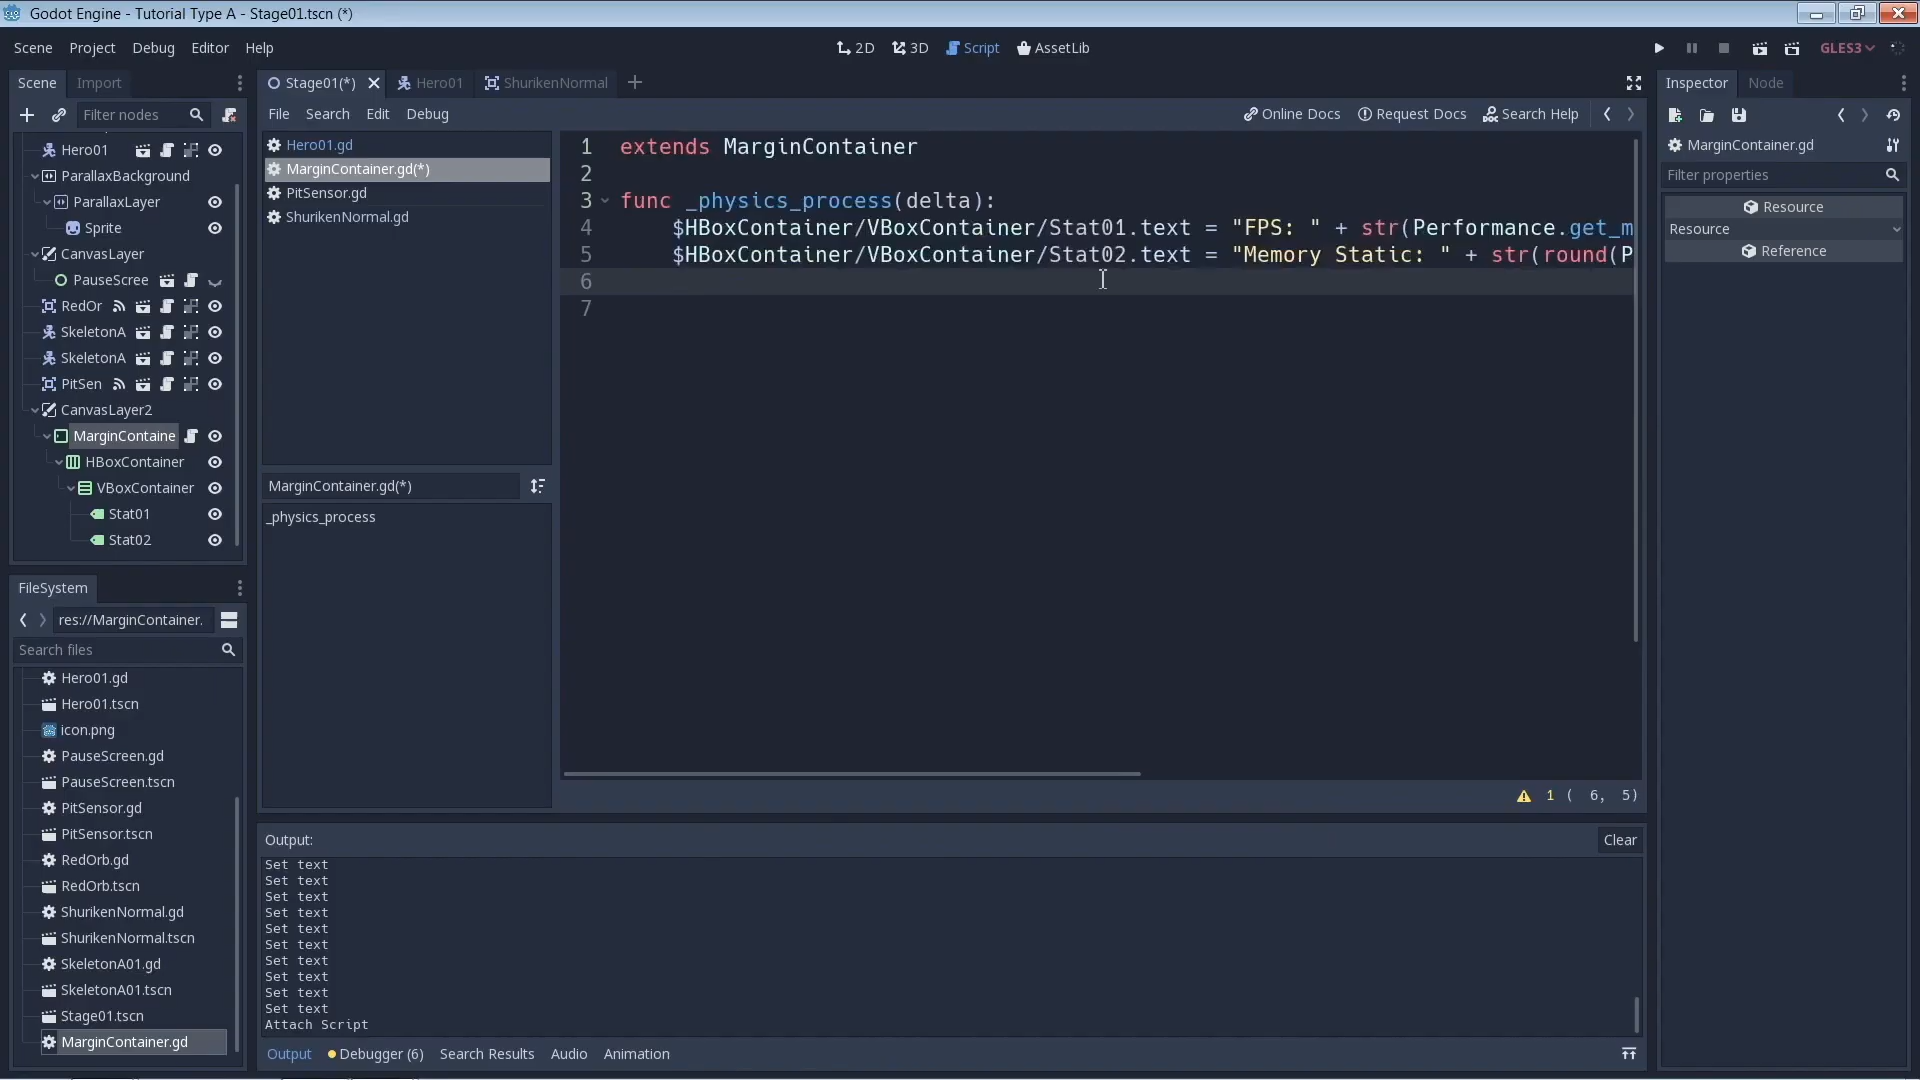 Godot Engine - Tutorial Type A - Stage01.tscn (*)
Scene Project Debug Editor Help
2D 3D Script AssetLib
GLES3
Scene Import
Stage01(*) Hero01 ShurikenNormal
Inspector Node
Filter nodes
File Search Edit Debug
Online Docs Request Docs Search Help
Hero01
ParallaxBackground
ParallaxLayer
Sprite
CanvasLayer
PauseScree
RedOr
SkeletonA
SkeletonA
PitSen
CanvasLayer2
MarginContaine
HBoxContainer
VBoxContainer
Stat01
Stat02
Hero01.gd
MarginContainer.gd(*)
PitSensor.gd
ShurikenNormal.gd
MarginContainer.gd(*)
_physics_process
1 extends MarginContainer
2
3 func _physics_process(delta):
4 $HBoxContainer/VBoxContainer/Stat01.text = "FPS: " + str(Performance.get_m
5 $HBoxContainer/VBoxContainer/Stat02.text = "Memory Static: " + str(round(P
6
7
1 ( 6, 5)
MarginContainer.gd
Filter properties
Resource
Resource
Reference
FileSystem
res://MarginContainer.
Search files
Hero01.gd
Hero01.tscn
icon.png
PauseScreen.gd
PauseScreen.tscn
PitSensor.gd
PitSensor.tscn
RedOrb.gd
RedOrb.tscn
ShurikenNormal.gd
ShurikenNormal.tscn
SkeletonA01.gd
SkeletonA01.tscn
Stage01.tscn
MarginContainer.gd
Output: Clear
Set text
Set text
Set text
Set text
Set text
Set text
Set text
Set text
Set text
Set text
Attach Script
Output Debugger (6) Search Results Audio Animation